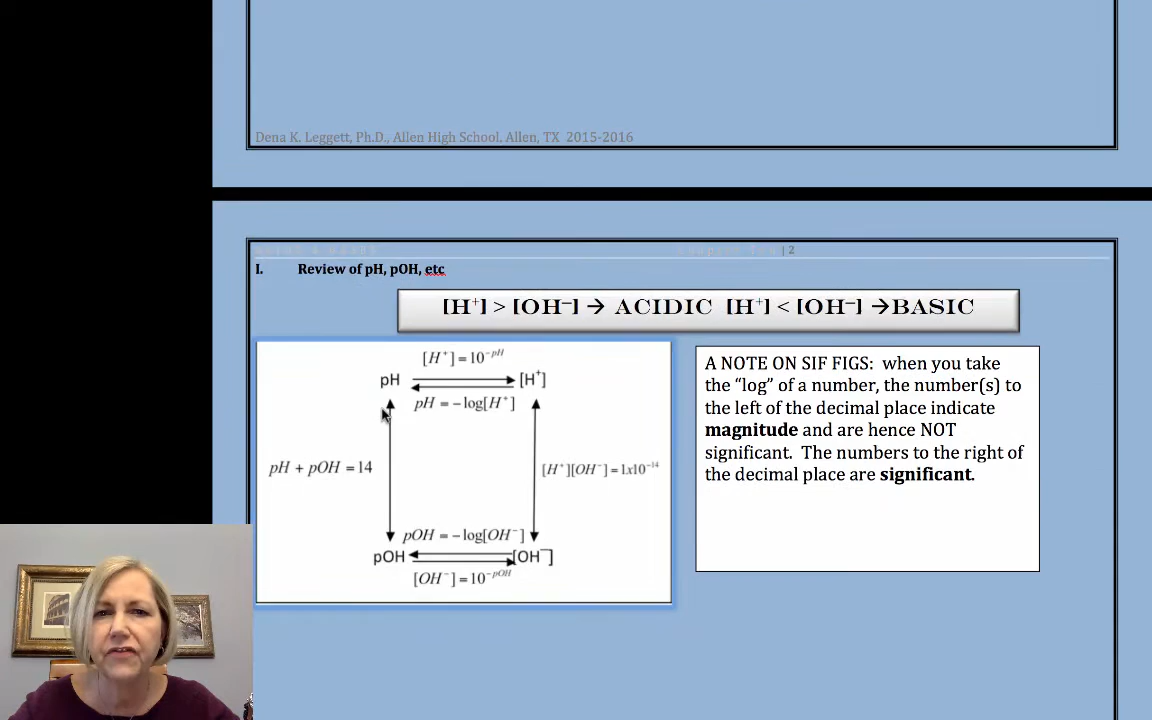 Dena K. Leggett, Ph.D., Allen High School, Allen, TX 2015-2016
| 2
I. Review of pH, pOH, etc
[H⁺] > [OH⁻] → ACIDIC [H⁺] < [OH⁻] →BASIC
[H⁺] = 10⁻ᵖᴴ
pH [H⁺]
pH = −log[H⁺]
pH + pOH = 14
[H⁺][OH⁻] = 1x10⁻¹⁴
pOH = −log[OH⁻]
pOH [OH⁻]
[OH⁻] = 10⁻ᵖᴼᴴ
A NOTE ON SIF FIGS: when you take
the “log” of a number, the number(s) to
the left of the decimal place indicate
magnitude and are hence NOT
significant. The numbers to the right of
the decimal place are significant.